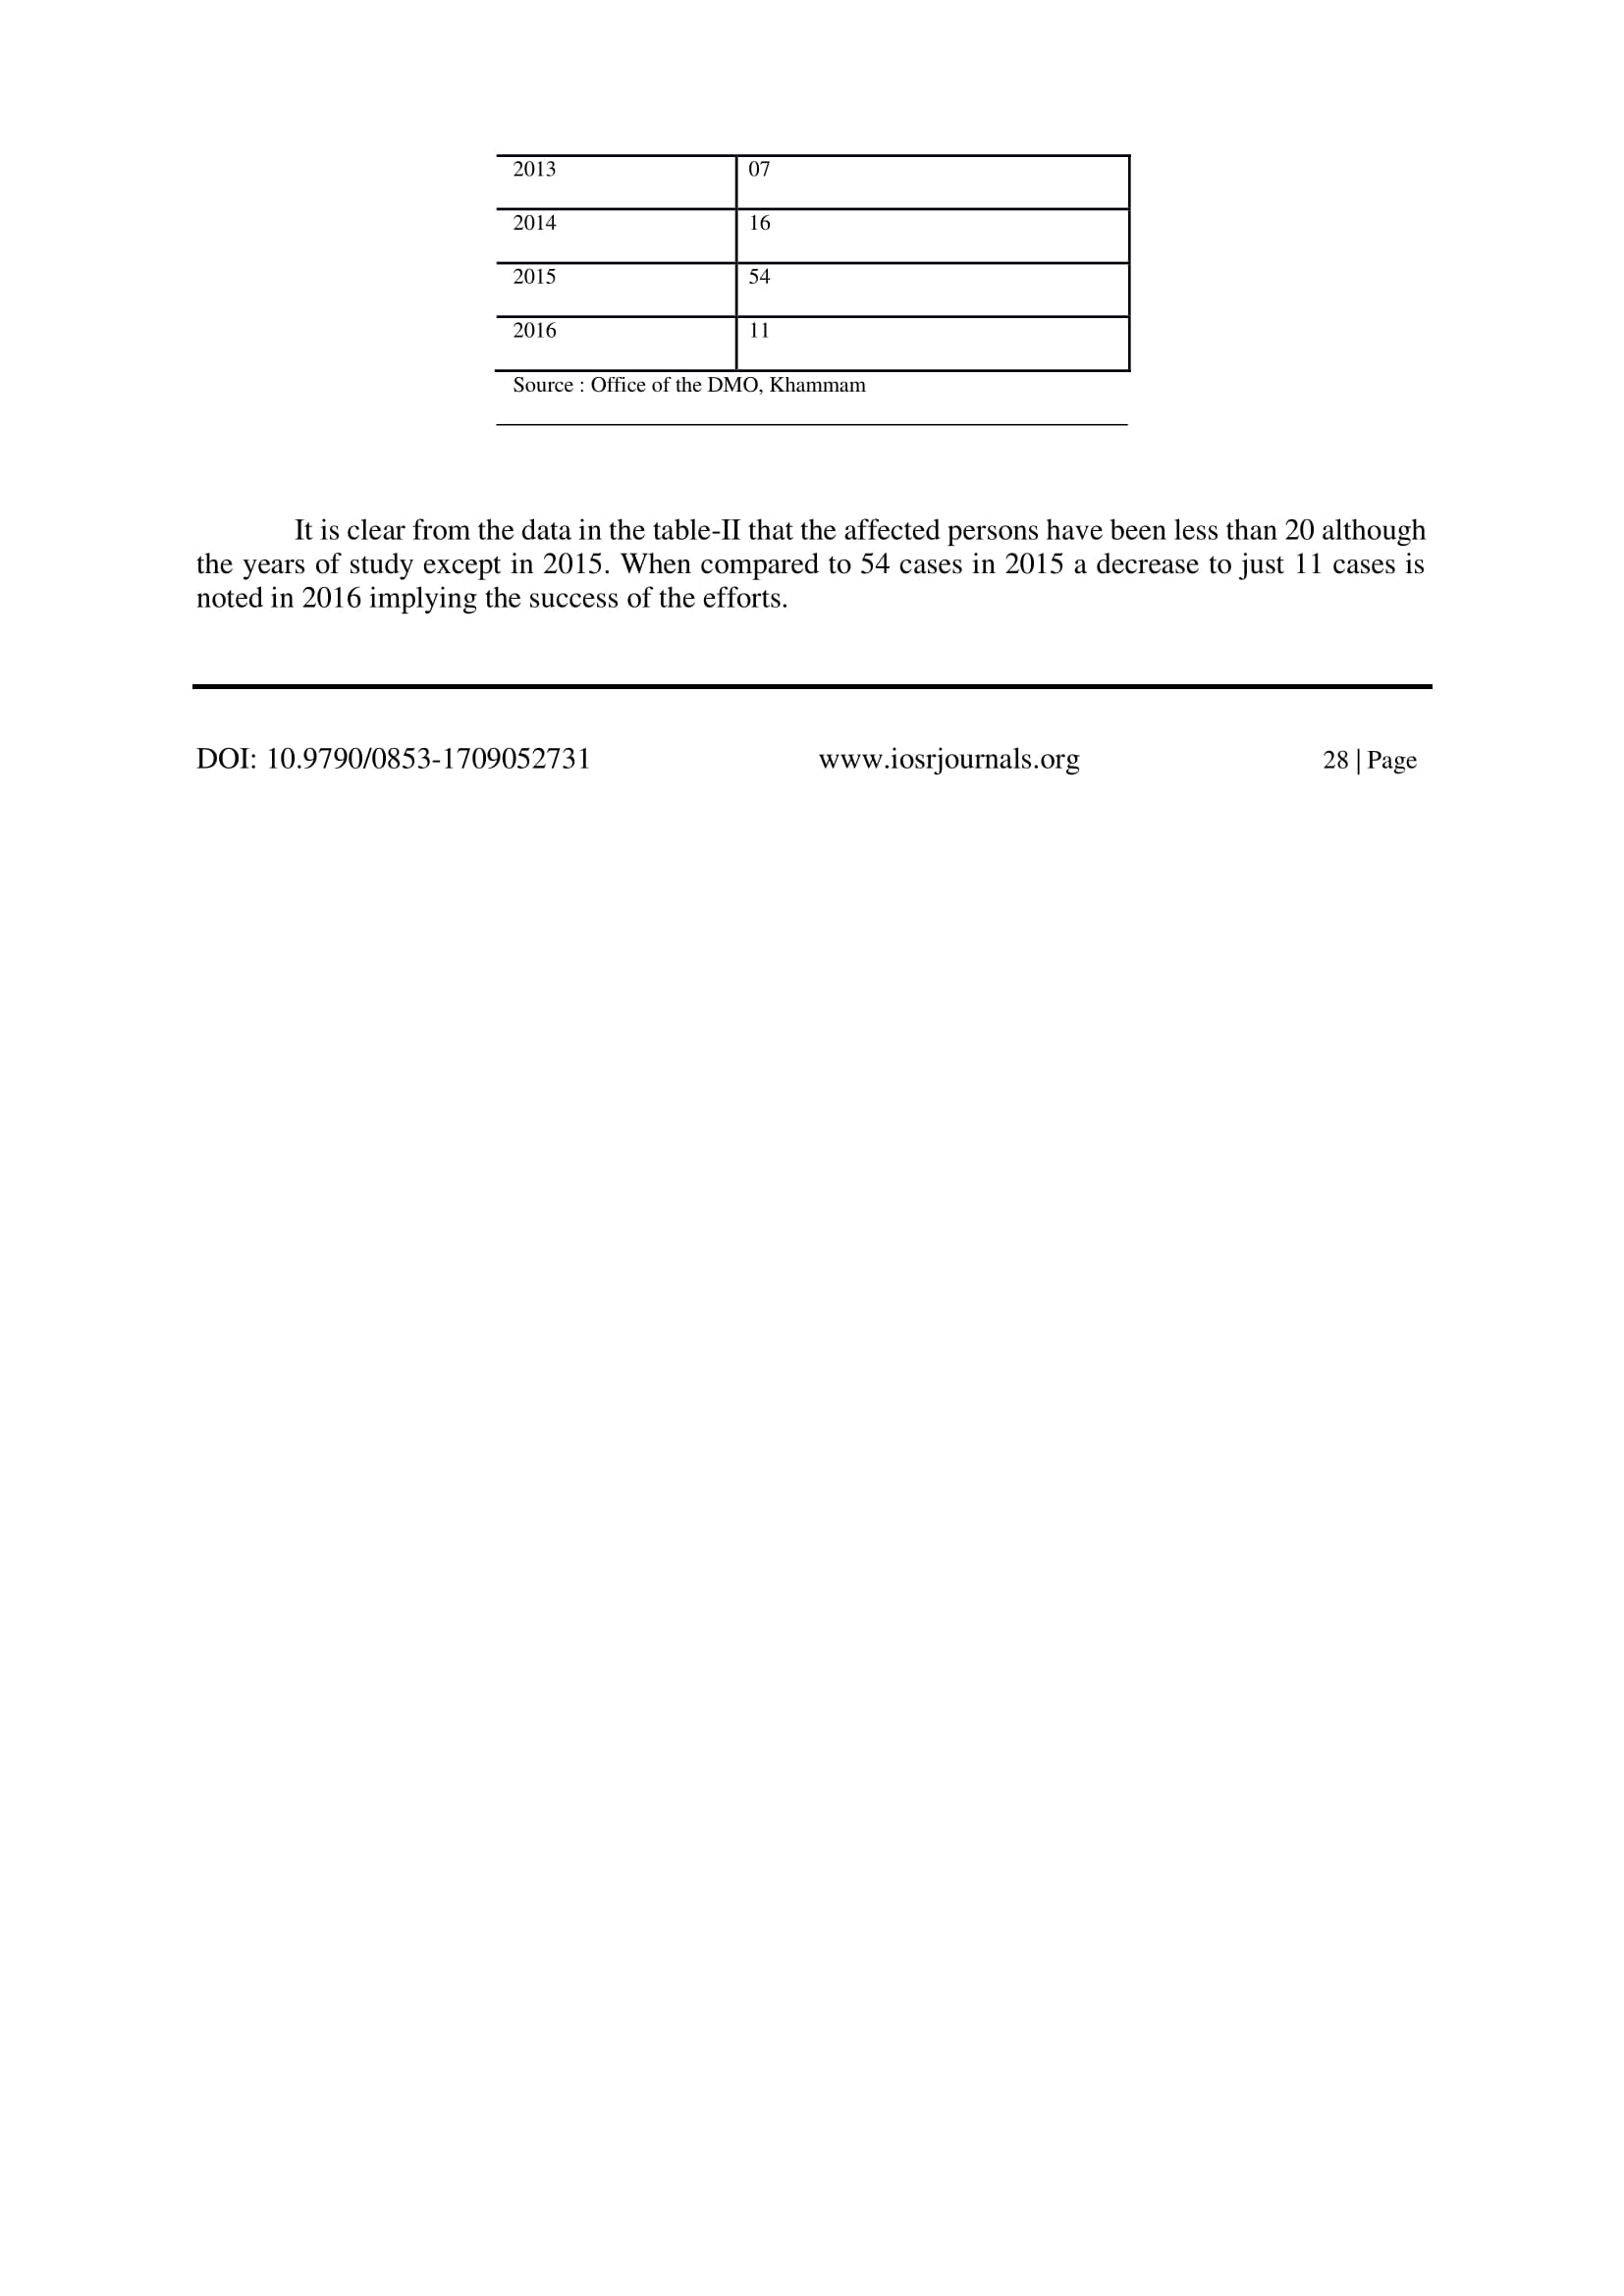 2013 07
2014 16
2015 54
2016 11
Source : Office of the DMO, Khammam
It is clear from the data in the table-II that the affected persons have been less than 20 although
the years of study except in 2015. When compared to 54 cases in 2015 a decrease to just 11 cases is
noted in 2016 implying the success of the efforts.
DOI: 10.9790/0853-1709052731 www.iosrjournals.org 28 | Page